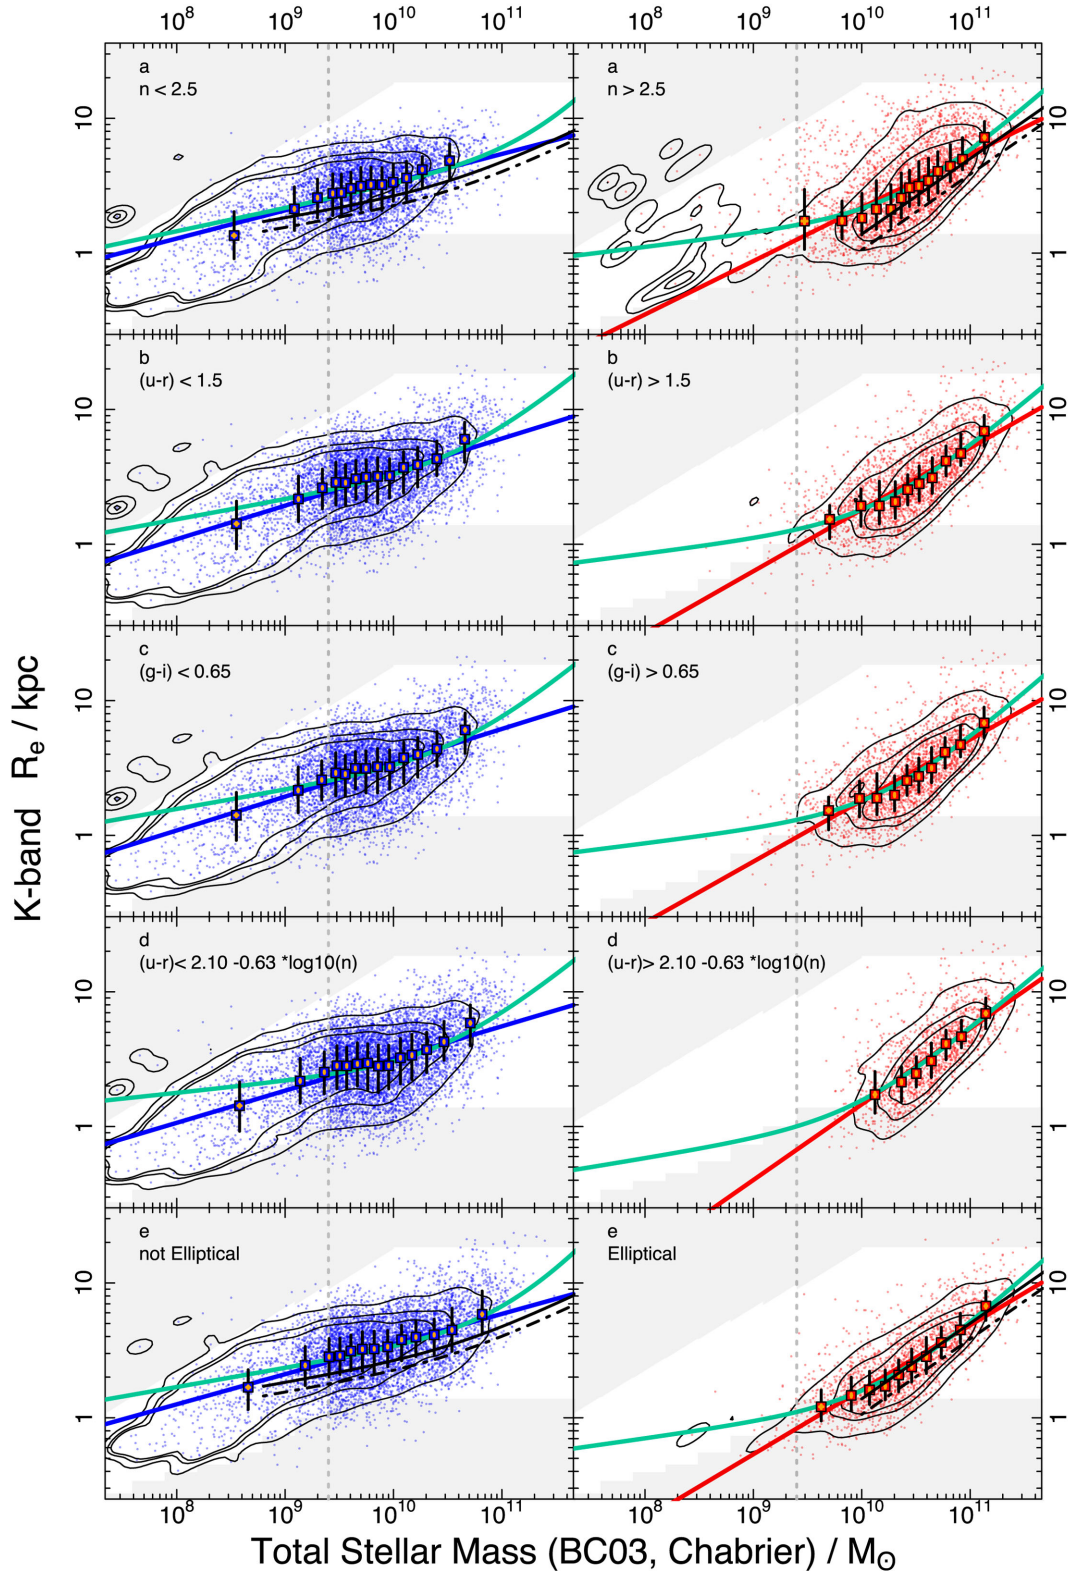 10⁸ 10⁹ 10¹⁰ 10¹¹ 10⁸ 10⁹ 10¹⁰ 10¹¹
a
n < 2.5
a
n > 2.5
10
1
10
1
b
(u-r) < 1.5
b
(u-r) > 1.5
10
1
10
1
c
(g-i) < 0.65
c
(g-i) > 0.65
10
1
10
1
d
(u-r)< 2.10 -0.63 *log10(n)
d
(u-r)> 2.10 -0.63 *log10(n)
10
1
10
1
e
not Elliptical
e
Elliptical
10
1
10
1
K-band Rₑ / kpc
10⁸ 10⁹ 10¹⁰ 10¹¹ 10⁸ 10⁹ 10¹⁰ 10¹¹
Total Stellar Mass (BC03, Chabrier) / M☉